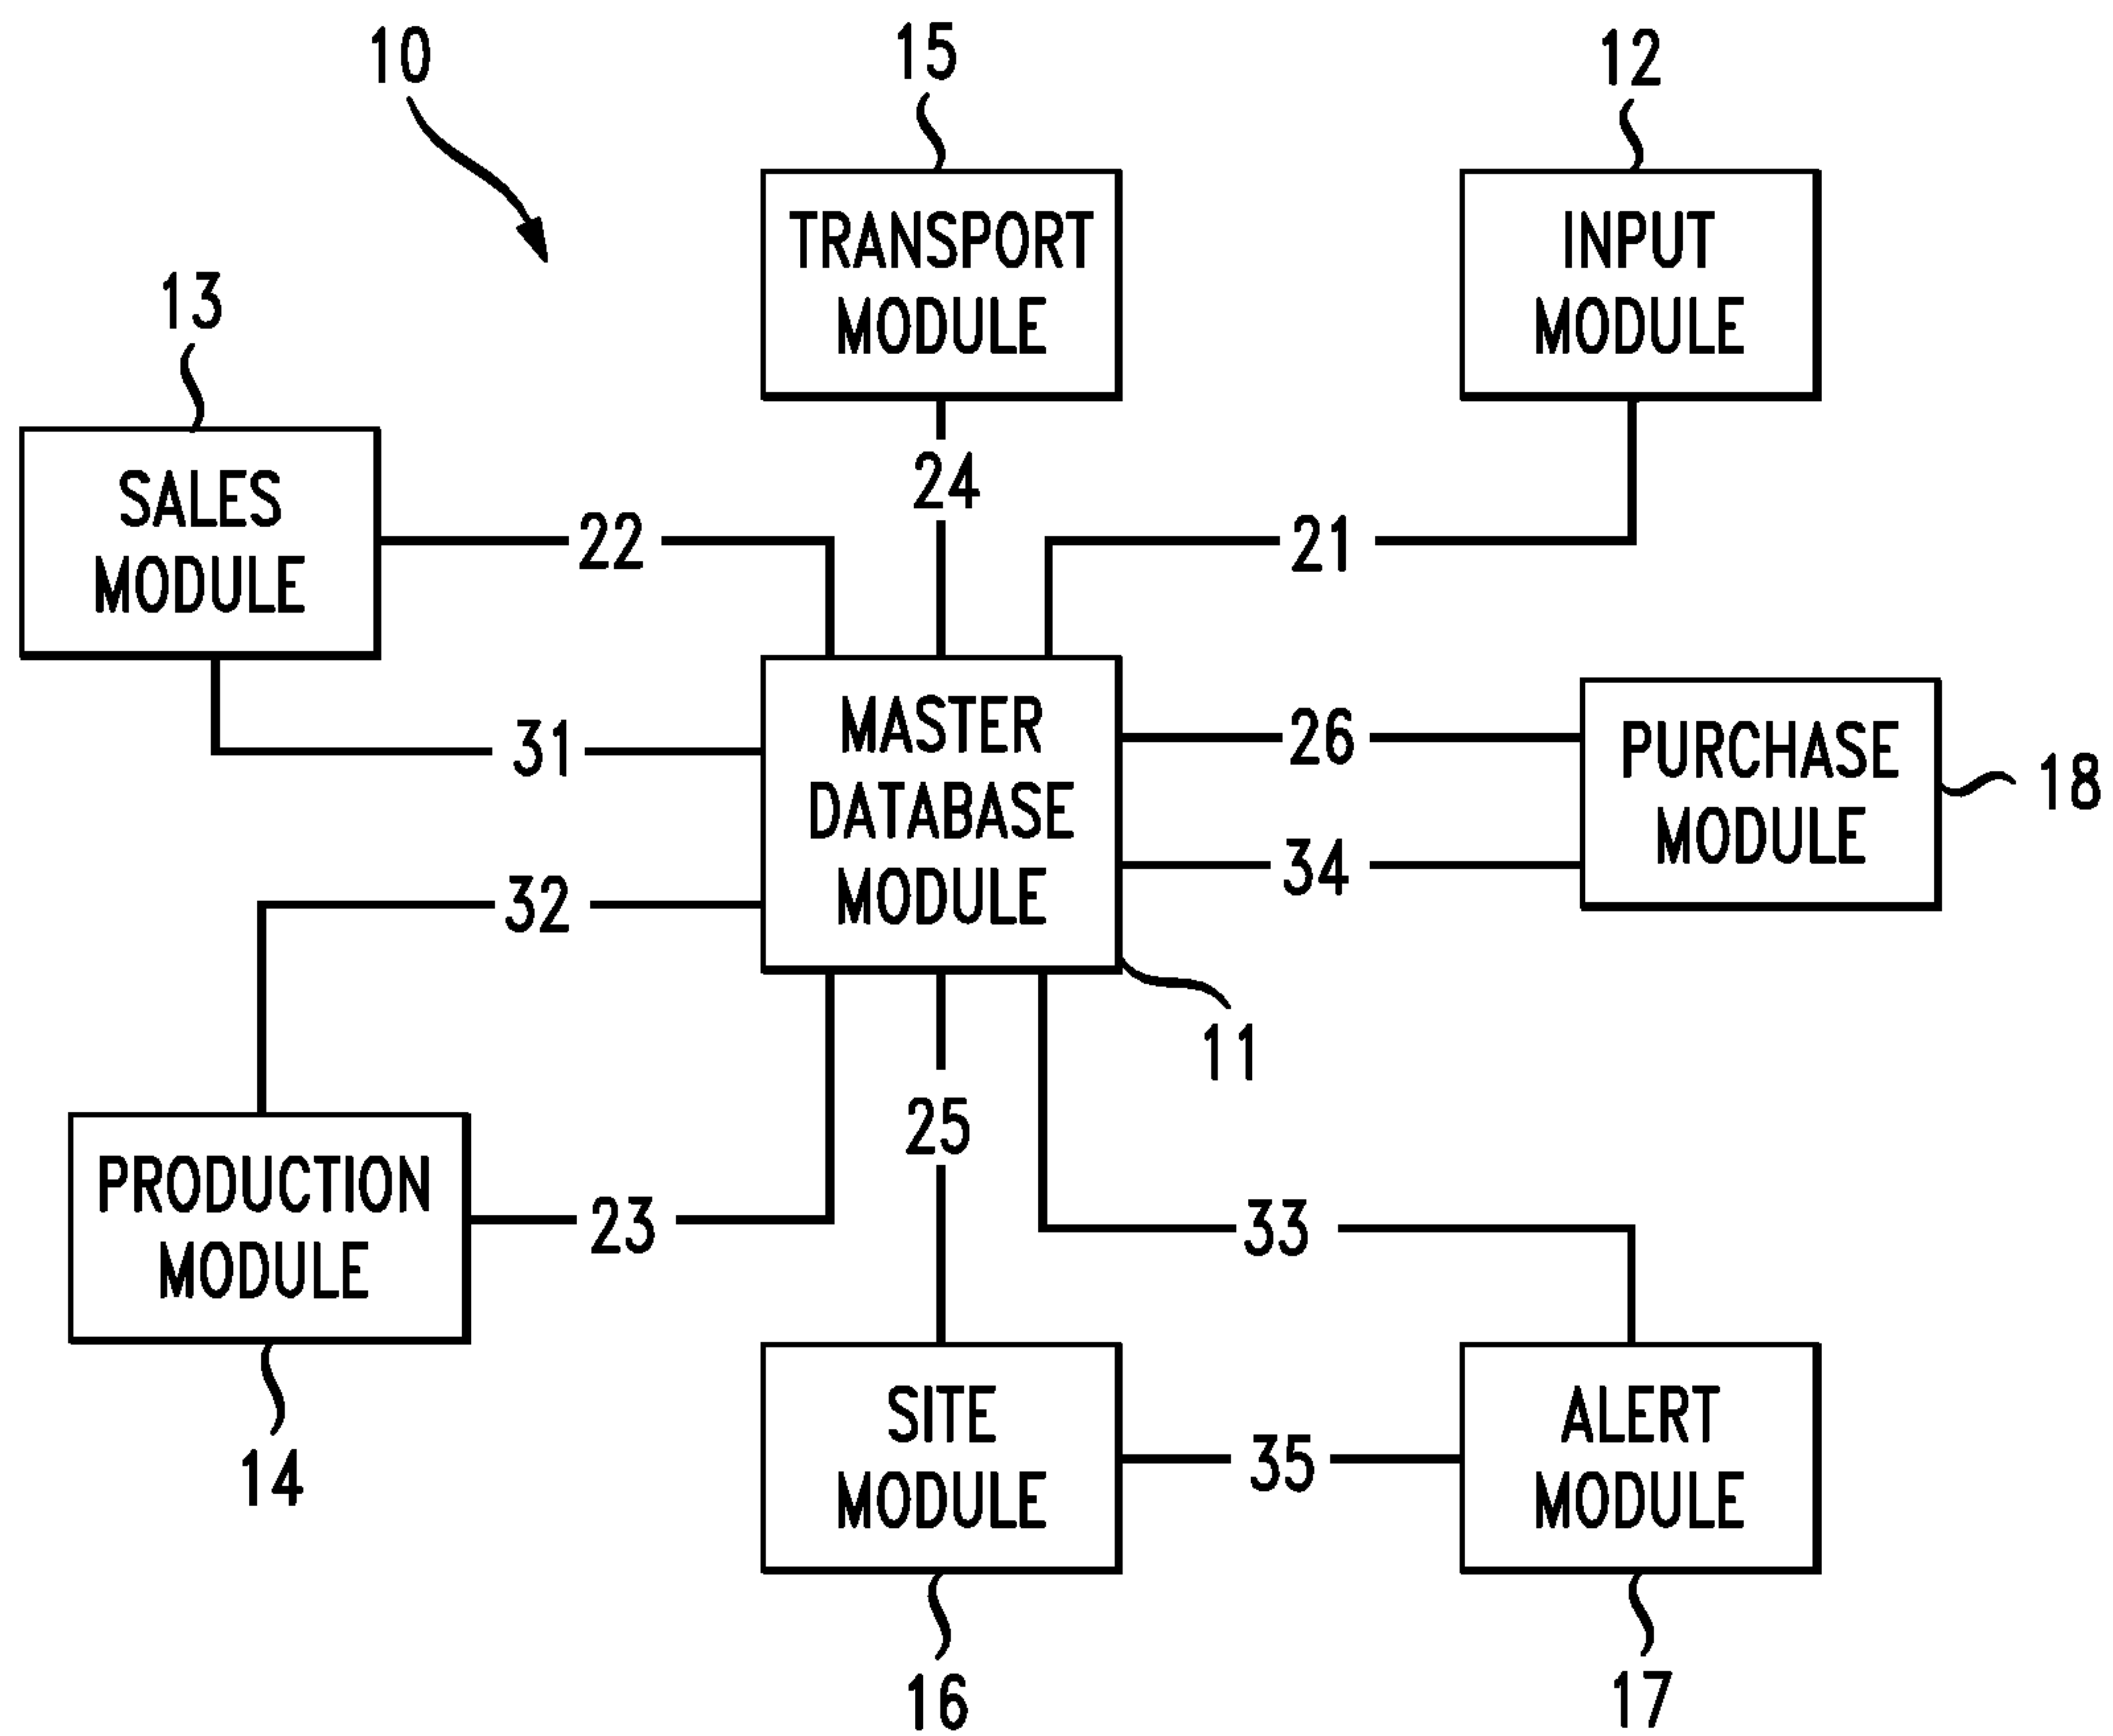 10
15
12
TRANSPORT
MODULE
INPUT
MODULE
13
SALES
MODULE
24
22
21
31
MASTER
DATABASE
MODULE
26
PURCHASE
MODULE
18
34
32
11
25
PRODUCTION
MODULE
23
33
14
SITE
MODULE
35
ALERT
MODULE
16
17